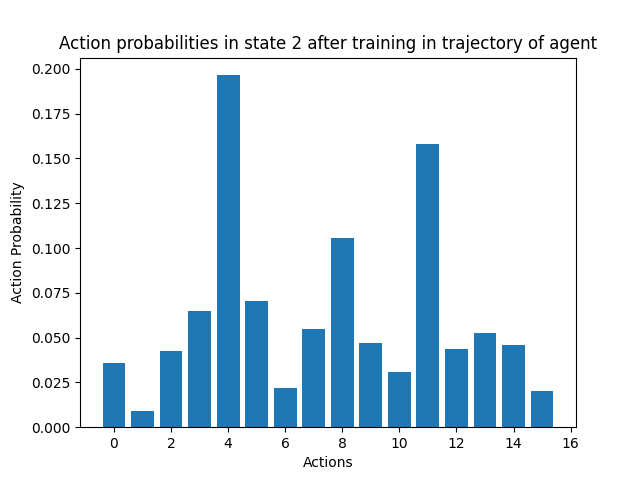 Action probabilities in state 2 after training in trajectory of agent
0.200
0.175
0.150
0.125
0.100
0.075
0.050
0.025
0.000
Action Probability
0 2 4 6 8 10 12 14 16
Actions